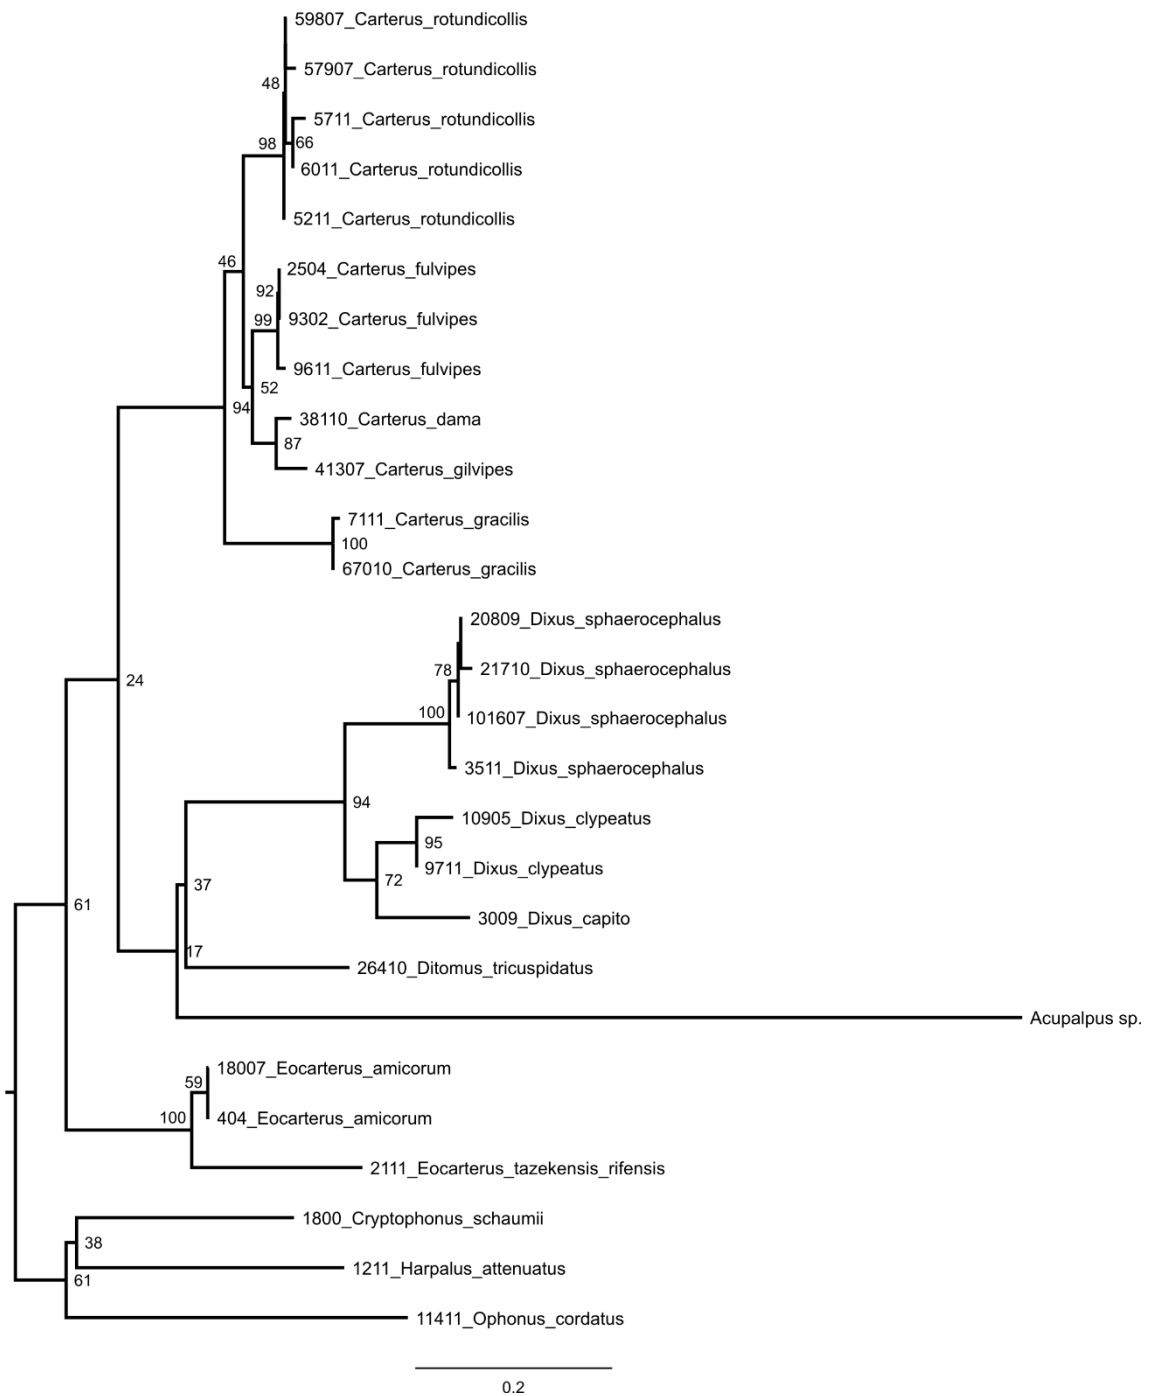 59807_Carterus_rotundicollis
57907_Carterus_rotundicollis
48
5711_Carterus_rotundicollis
98
66
6011_Carterus_rotundicollis
5211_Carterus_rotundicollis
46
2504_Carterus_fulvipes
92
99
9302_Carterus_fulvipes
9611_Carterus_fulvipes
52
94
38110_Carterus_dama
87
41307_Carterus_gilvipes
7111_Carterus_gracilis
100
67010_Carterus_gracilis
20809_Dixus_sphaerocephalus
78
21710_Dixus_sphaerocephalus
24
100
101607_Dixus_sphaerocephalus
3511_Dixus_sphaerocephalus
94
10905_Dixus_clypeatus
95
9711_Dixus_clypeatus
72
37
61
3009_Dixus_capito
17
26410_Ditomus_tricuspidatus
Acupalpus sp.
18007_Eocarterus_amicorum
59
100
404_Eocarterus_amicorum
2111_Eocarterus_tazekensis_rifensis
1800_Cryptophonus_schaumii
38
1211_Harpalus_attenuatus
61
11411_Ophonus_cordatus
0.2